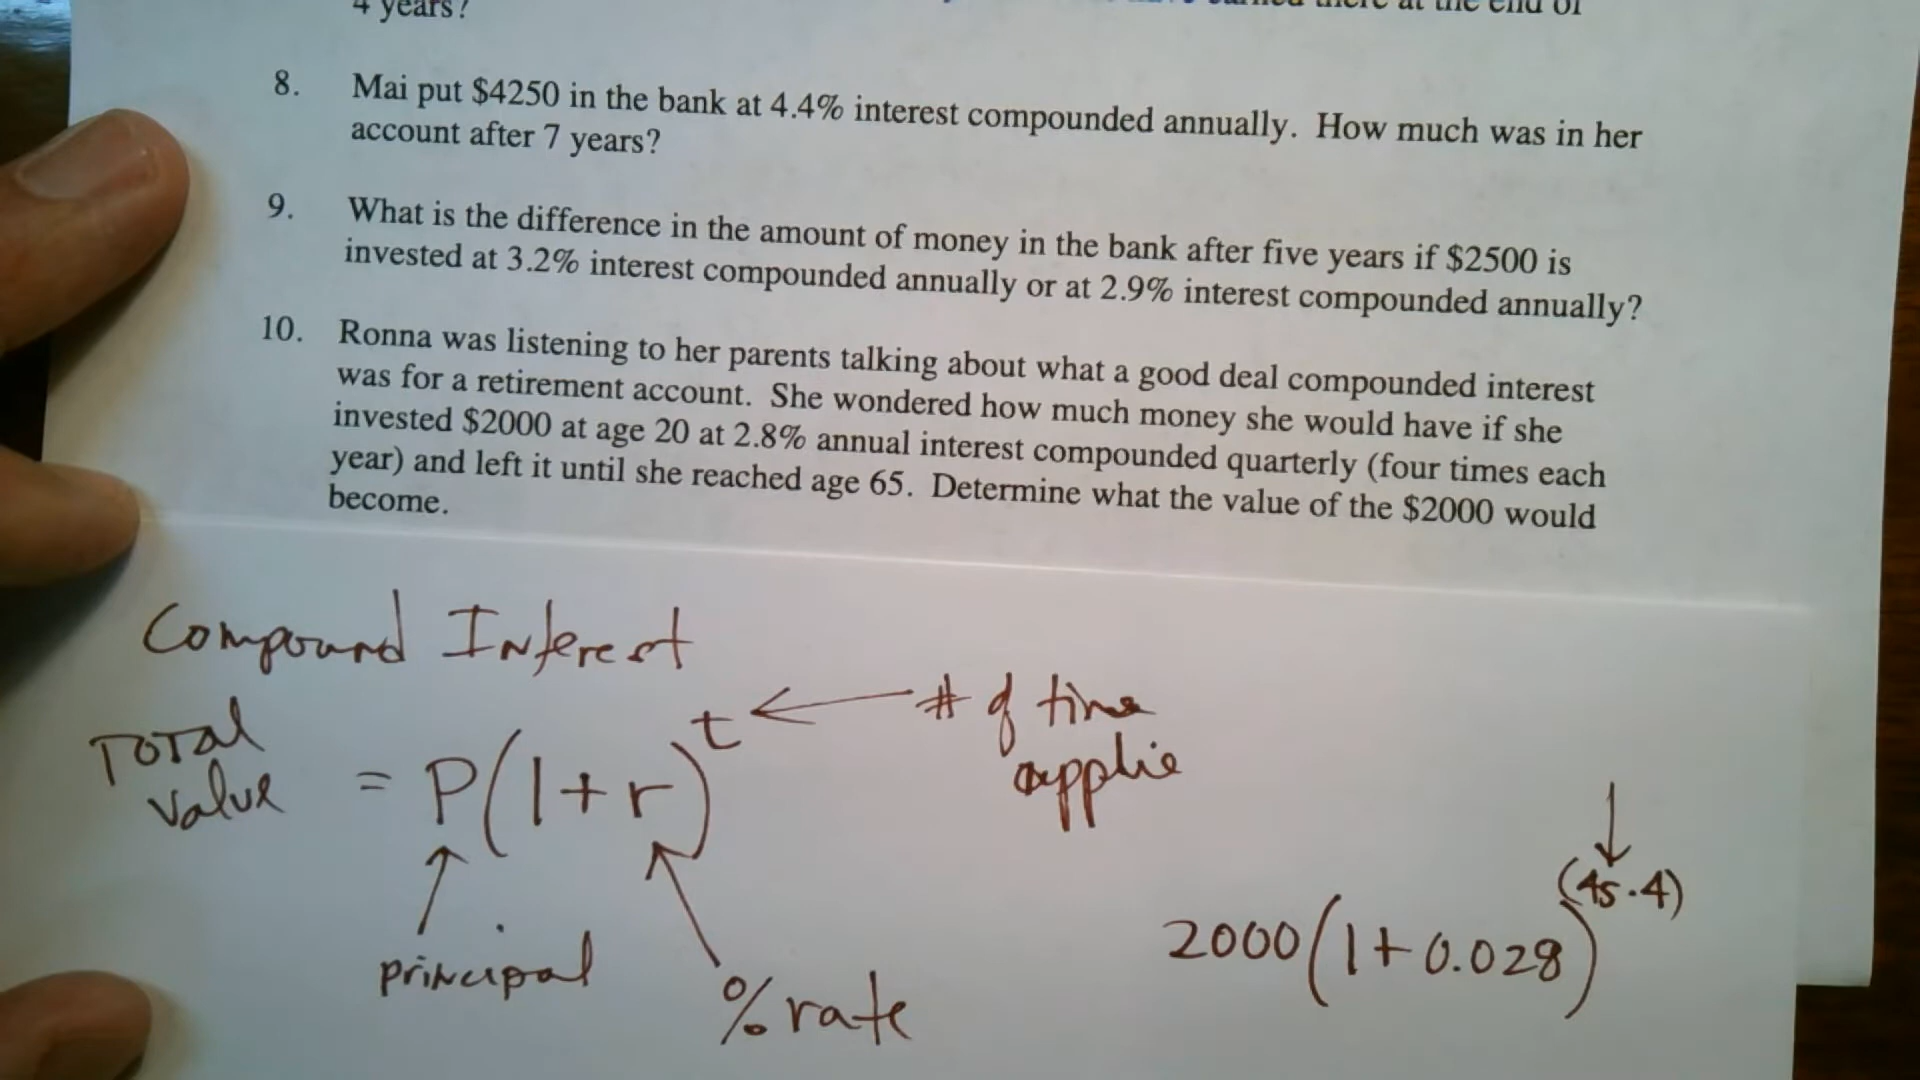 4 years?
there at the end of
8. Mai put $4250 in the bank at 4.4% interest compounded annually. How much was in her
account after 7 years?
9. What is the difference in the amount of money in the bank after five years if $2500 is
invested at 3.2% interest compounded annually or at 2.9% interest compounded annually?
10. Ronna was listening to her parents talking about what a good deal compounded interest
was for a retirement account. She wondered how much money she would have if she
invested $2000 at age 20 at 2.8% annual interest compounded quarterly (four times each
year) and left it until she reached age 65. Determine what the value of the $2000 would
become.
Compound Interest
Total
Value = P(1+r)^t ← # of time
applie
principal
% rate
2000(1+0.028)^(45·4)